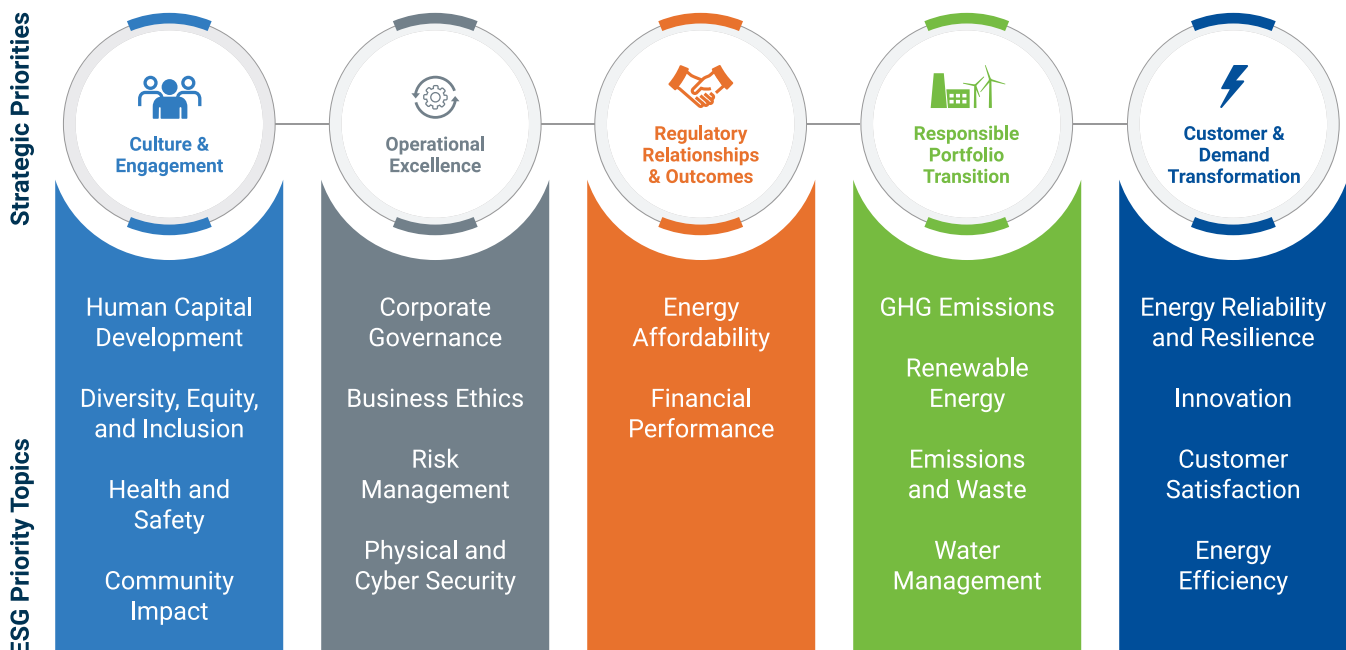 Strategic Priorities
Culture &
Engagement
Operational
Excellence
Regulatory
Relationships
& Outcomes
Responsible
Portfolio
Transition
Customer &
Demand
Transformation
ESG Priority Topics
Human Capital
Development
Diversity, Equity,
and Inclusion
Health and
Safety
Community
Impact
Corporate
Governance
Business Ethics
Risk
Management
Physical and
Cyber Security
Energy
Affordability
Financial
Performance
GHG Emissions
Renewable
Energy
Emissions
and Waste
Water
Management
Energy Reliability
and Resilience
Innovation
Customer
Satisfaction
Energy
Efficiency